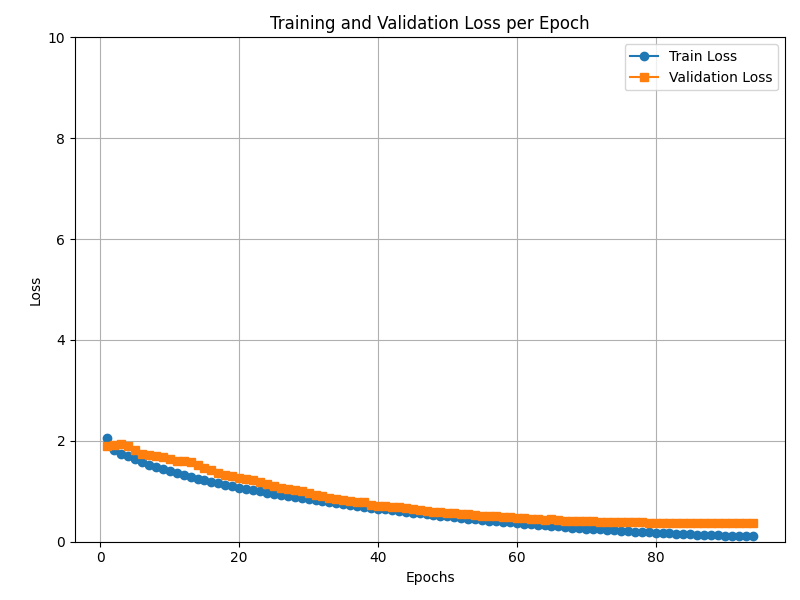 Training and Validation Loss per Epoch
Train Loss
Validation Loss
10
8
6
4
2
0
Loss
0 20 40 60 80
Epochs